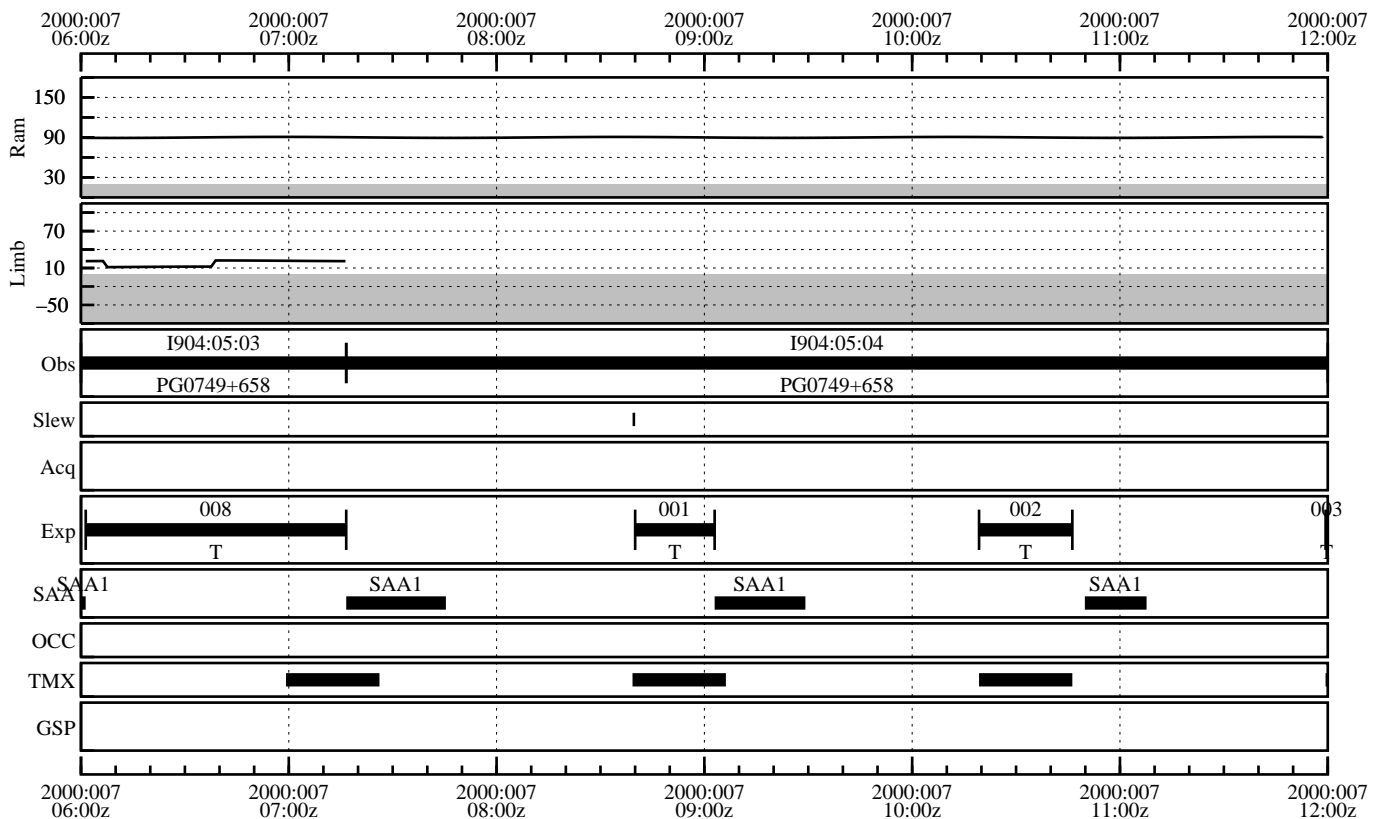 2000:007 2000:007 2000:007 2000:007 2000:007 2000:007 2000:007
06:00z 07:00z 08:00z 09:00z 10:00z 11:00z 12:00z
150
90
30
Ram
70
10
−50
Limb
I904:05:03 I904:05:04
Obs
PG0749+658 PG0749+658
Slew
Acq
008 001 002 003
Exp
T T T T
SAA1 SAA1 SAA1 SAA1
SAA
OCC
TMX
GSP
2000:007 2000:007 2000:007 2000:007 2000:007 2000:007 2000:007
06:00z 07:00z 08:00z 09:00z 10:00z 11:00z 12:00z